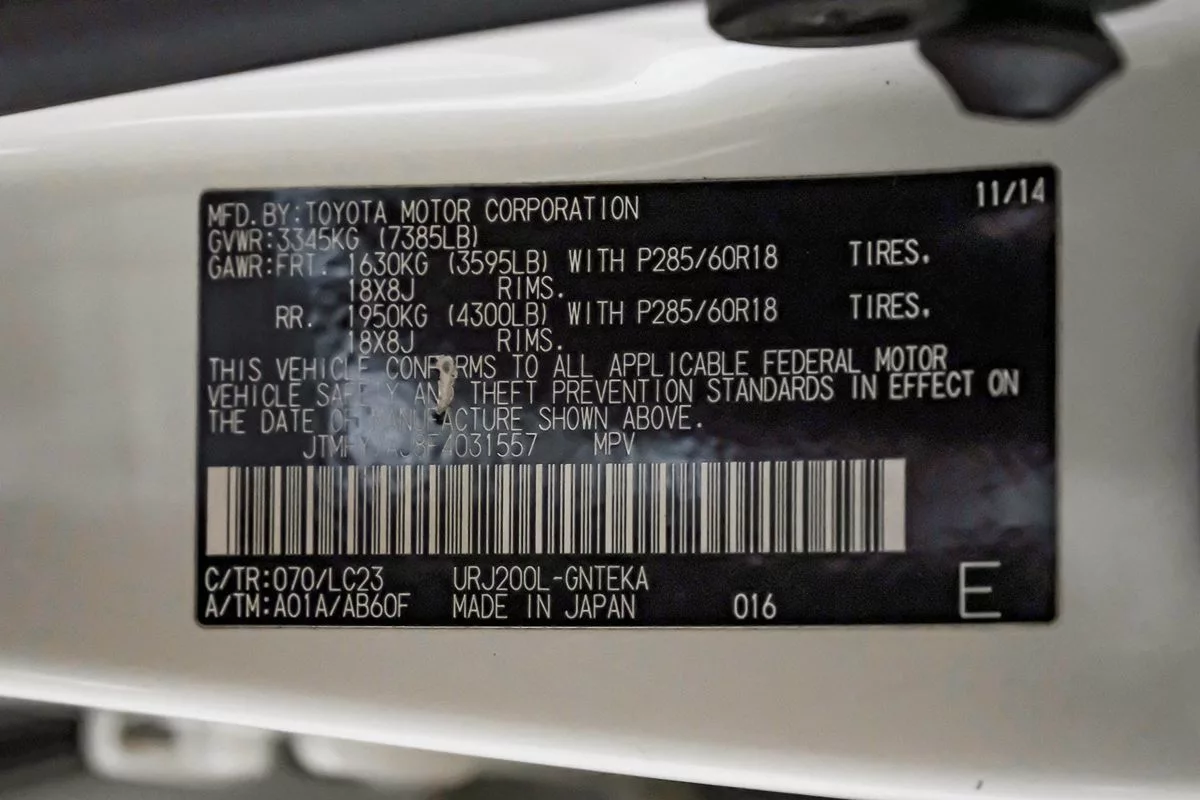 11/14
MFD. BY: TOYOTA MOTOR CORPORATION
GVWR: 3345KG (7385LB)
GAWR: FRT. 1630KG (3595LB) WITH P285/60R18 TIRES.
18X8J RIMS.
RR. 1950KG (4300LB) WITH P285/60R18 TIRES.
18X8J RIMS.
THIS VEHICLE CONFORMS TO ALL APPLICABLE FEDERAL MOTOR
VEHICLE SAFETY AND THEFT PREVENTION STANDARDS IN EFFECT ON
THE DATE OF MANUFACTURE SHOWN ABOVE.
MPV
C/TR: 070/LC23 URJ200L-GNTEKA
A/TM: A01A/AB60F MADE IN JAPAN 016 E